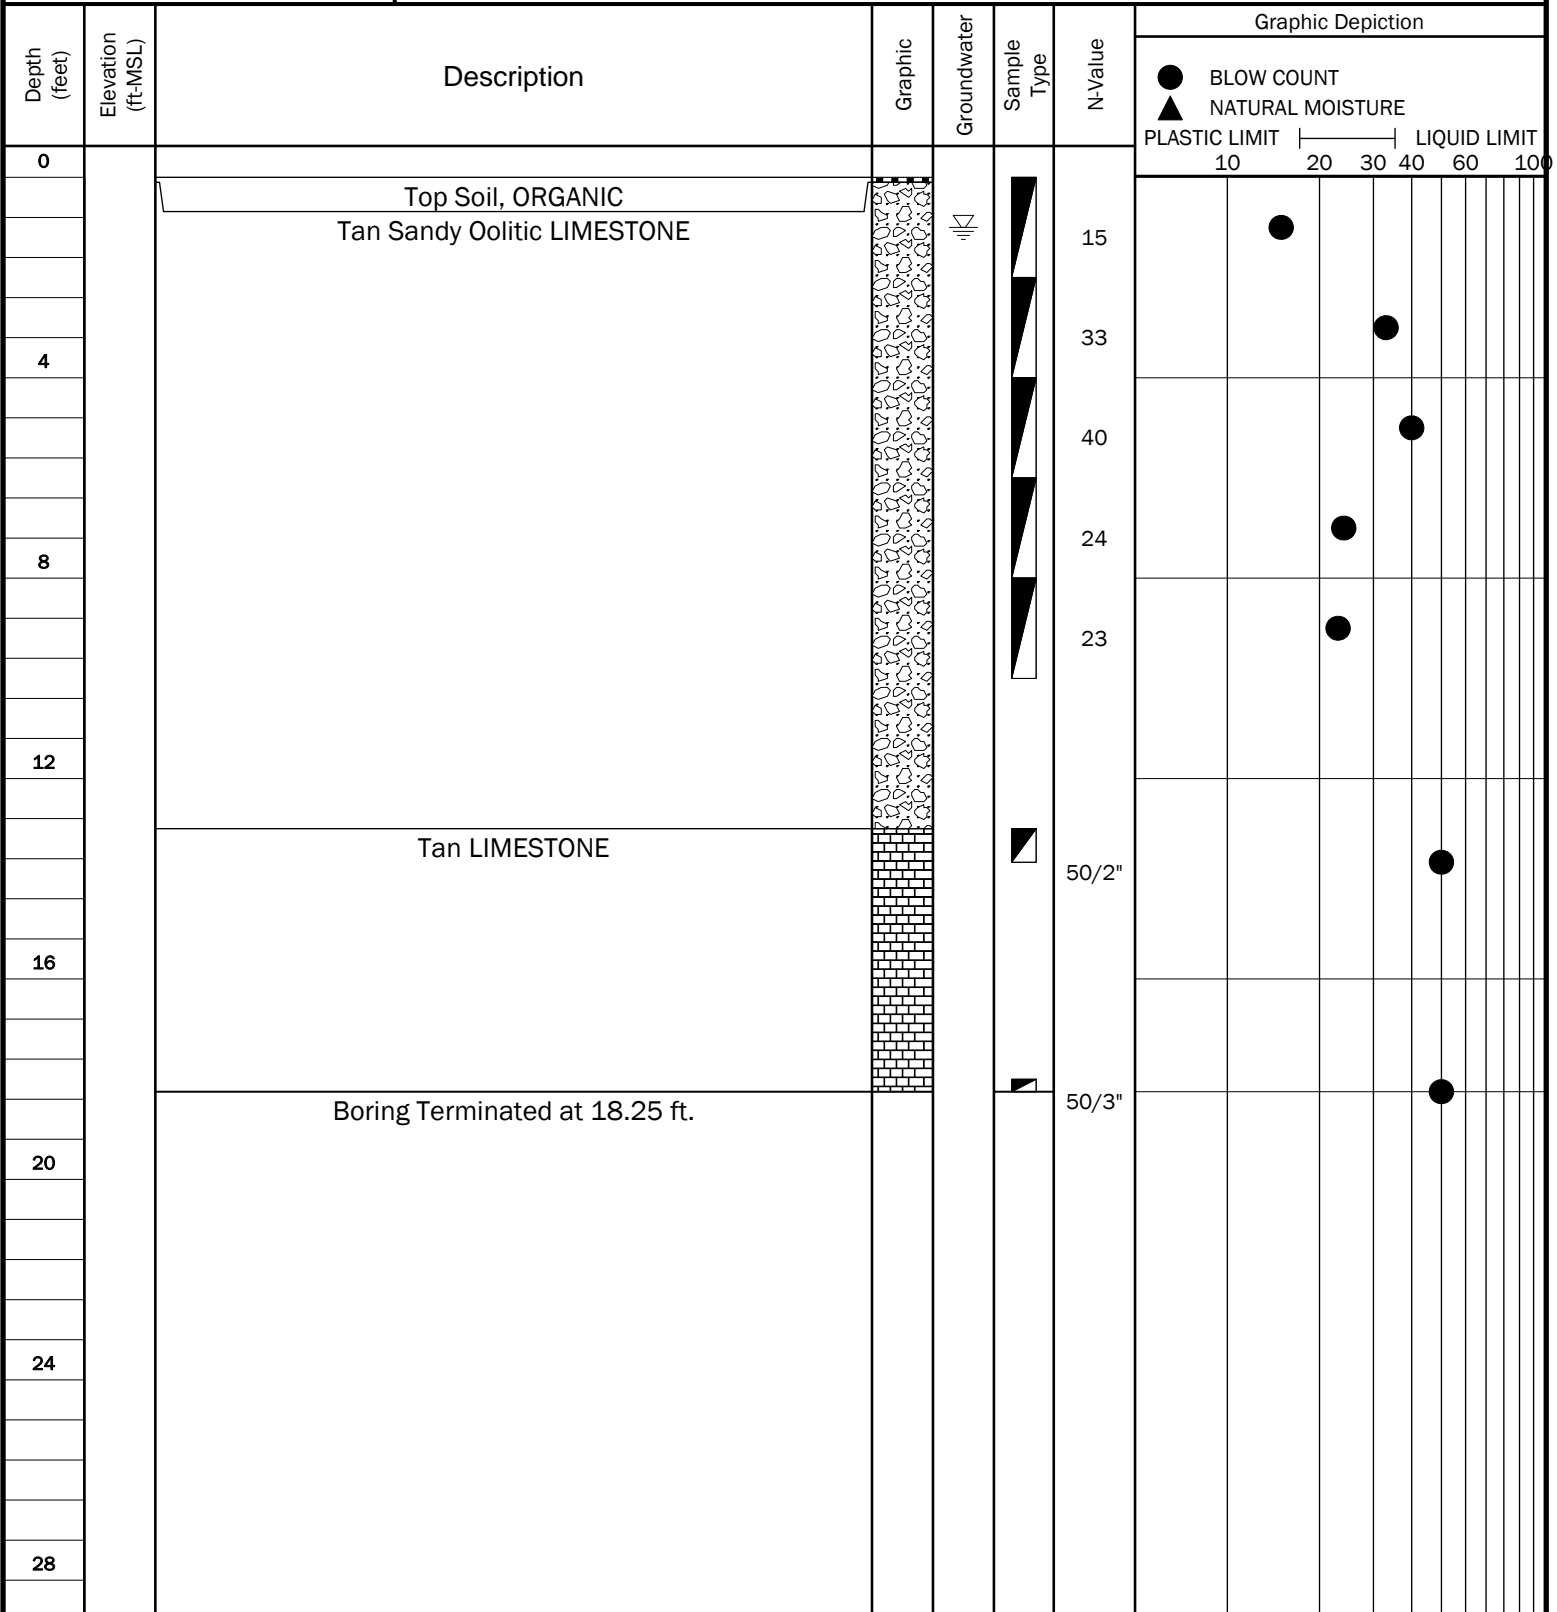 Depth
(feet)
Elevation
(ft-MSL)
Description
Graphic
Groundwater
Sample
Type
N-Value
Graphic Depiction
BLOW COUNT
NATURAL MOISTURE
PLASTIC LIMIT LIQUID LIMIT
10 20 30 40 60 100
0
Top Soil, ORGANIC
Tan Sandy Oolitic LIMESTONE
15
33
4
40
24
8
23
12
Tan LIMESTONE
50/2"
16
50/3"
Boring Terminated at 18.25 ft.
20
24
28